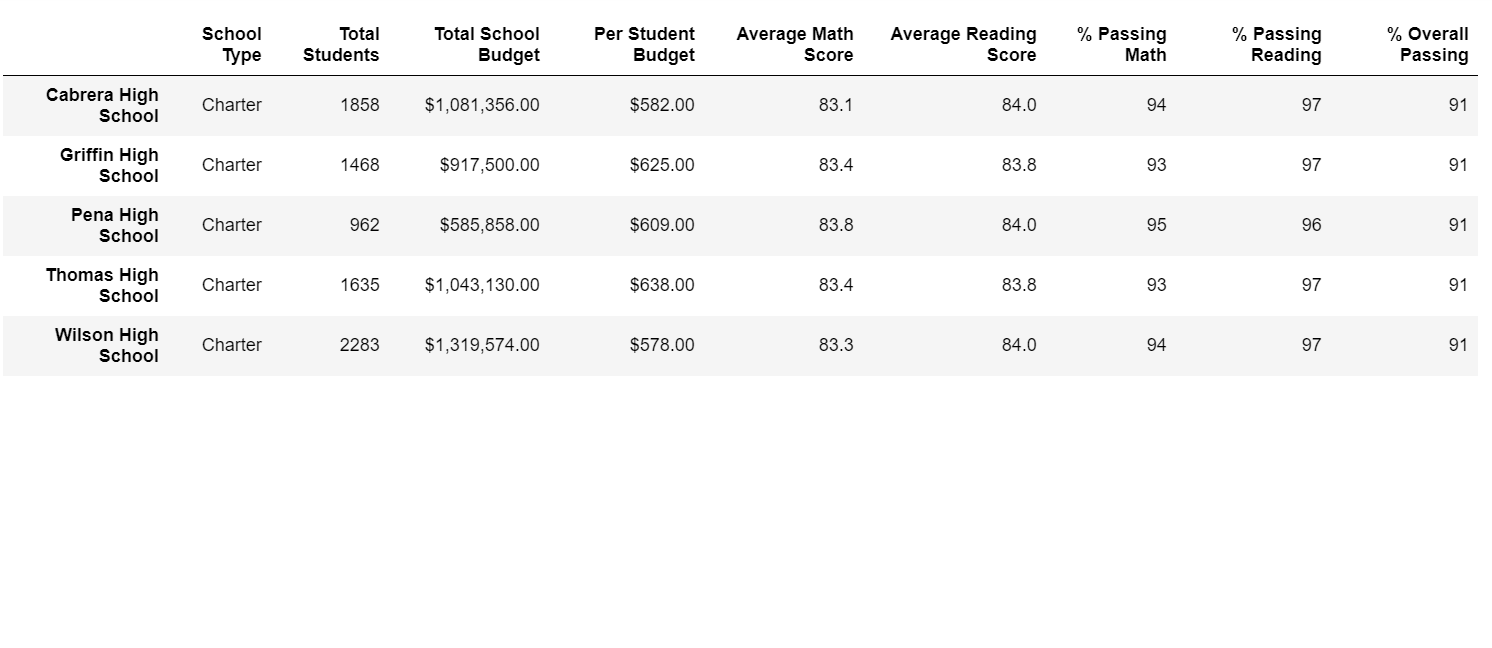 School Type Total Students Total School Budget Per Student Budget Average Math Score Average Reading Score % Passing Math % Passing Reading % Overall Passing
Cabrera High School Charter 1858 $1,081,356.00 $582.00 83.1 84.0 94 97 91
Griffin High School Charter 1468 $917,500.00 $625.00 83.4 83.8 93 97 91
Pena High School Charter 962 $585,858.00 $609.00 83.8 84.0 95 96 91
Thomas High School Charter 1635 $1,043,130.00 $638.00 83.4 83.8 93 97 91
Wilson High School Charter 2283 $1,319,574.00 $578.00 83.3 84.0 94 97 91